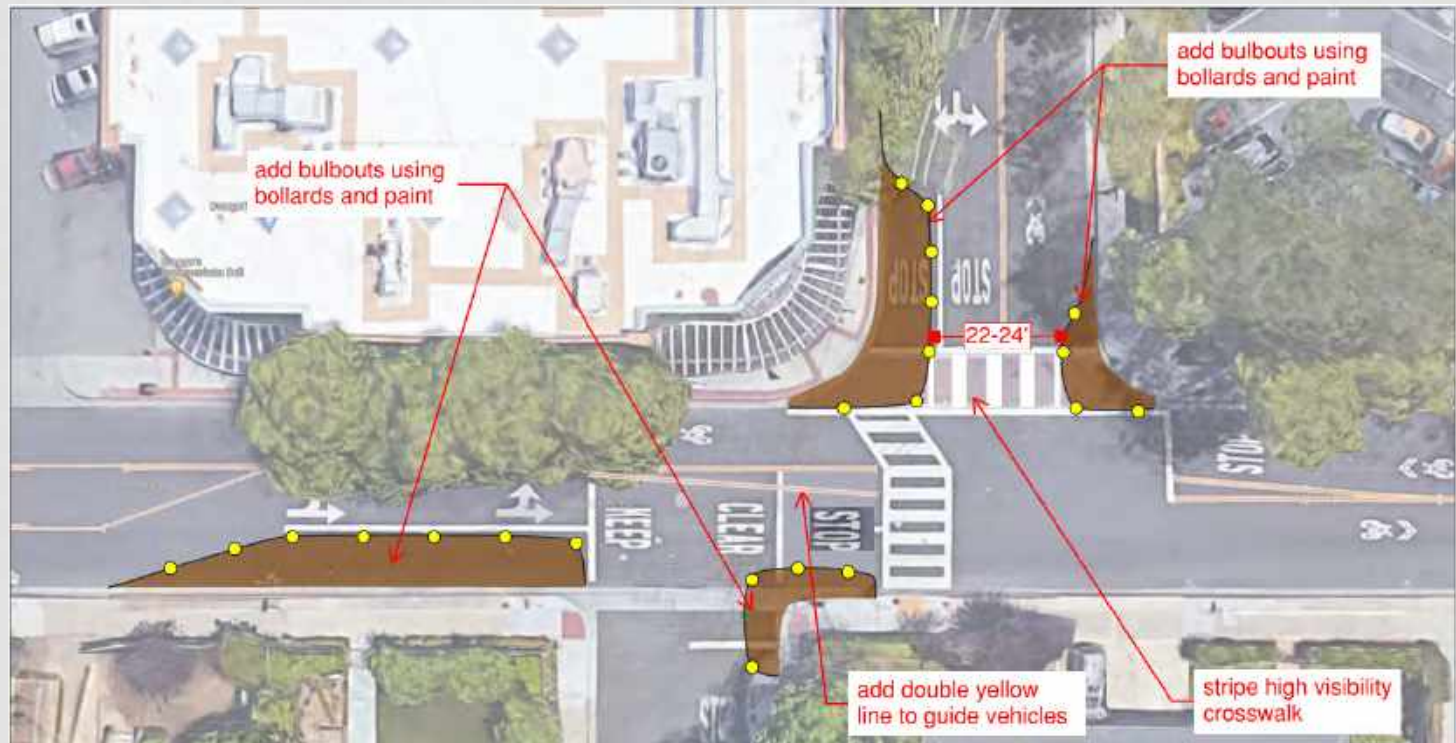 add bulbouts using
bollards and paint
add bulbouts using
bollards and paint
STOP
STOP
22-24'
STOP
KEEP
CLEAR
STOP
add double yellow
line to guide vehicles
stripe high visibility
crosswalk